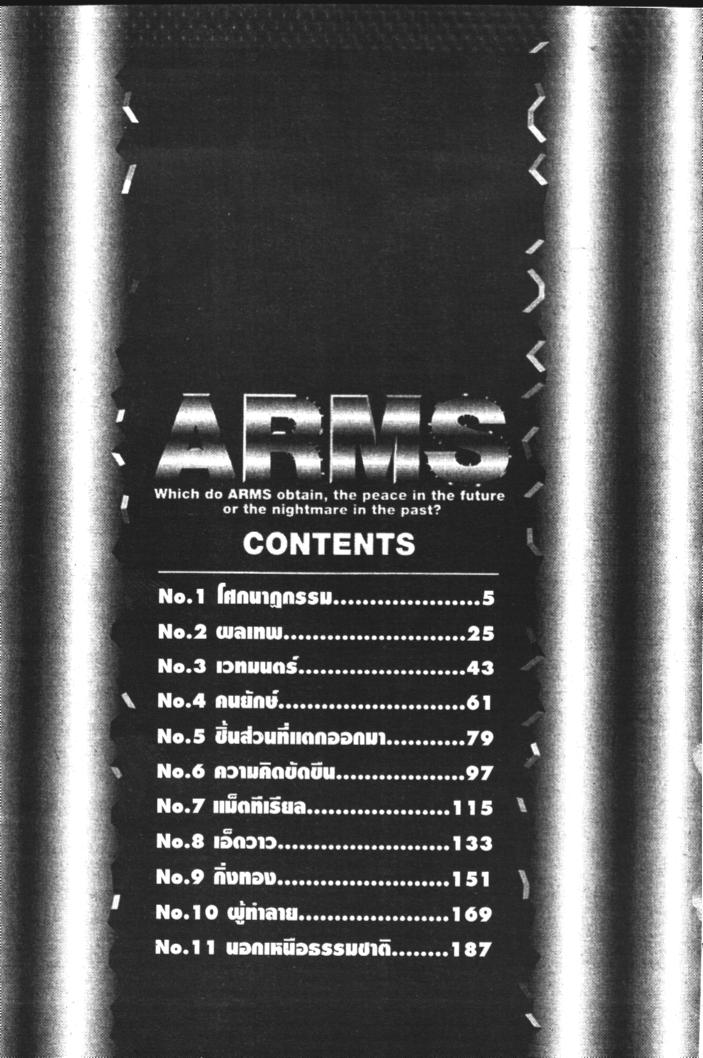 ARMS
Which do ARMS obtain, the peace in the future
or the nightmare in the past?
CONTENTS
No.1 โศกนาฏกรรม.....................5
No.2 ผลเทพ........................25
No.3 เวทมนตร์......................43
No.4 คนยักษ์.........................61
No.5 ชิ้นส่วนที่แตกออกมา...........79
No.6 ความคิดขัดขืน.................97
No.7 แม็ดทีเรียล...................115
No.8 เอ็ดวาว.......................133
No.9 กิ่งทอง.......................151
No.10 ผู้ทำลาย....................169
No.11 นอกเหนือธรรมชาติ........187